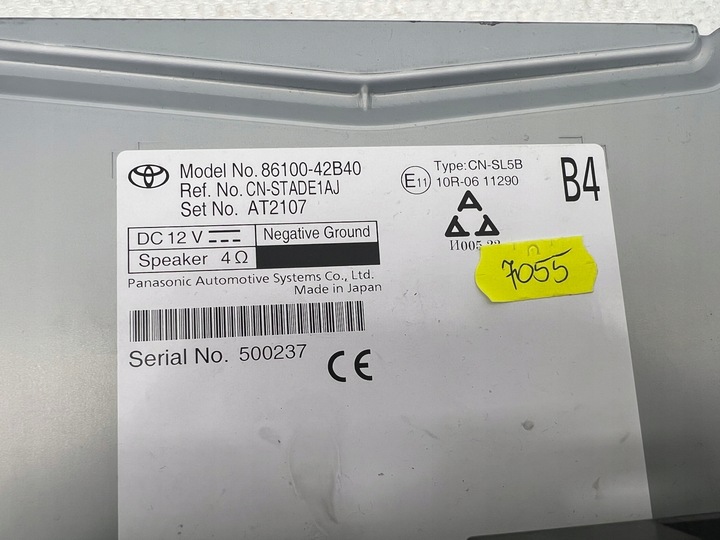 Model No. 86100-42B40
Ref. No. CN-STADE1AJ
Set No. AT2107
DC 12 V
Negative Ground
Speaker 4 Ω
Panasonic Automotive Systems Co., Ltd.
Made in Japan
Serial No. 500237
CE
E11
Type: CN-SL5B
10R-06 11290
B4
7055